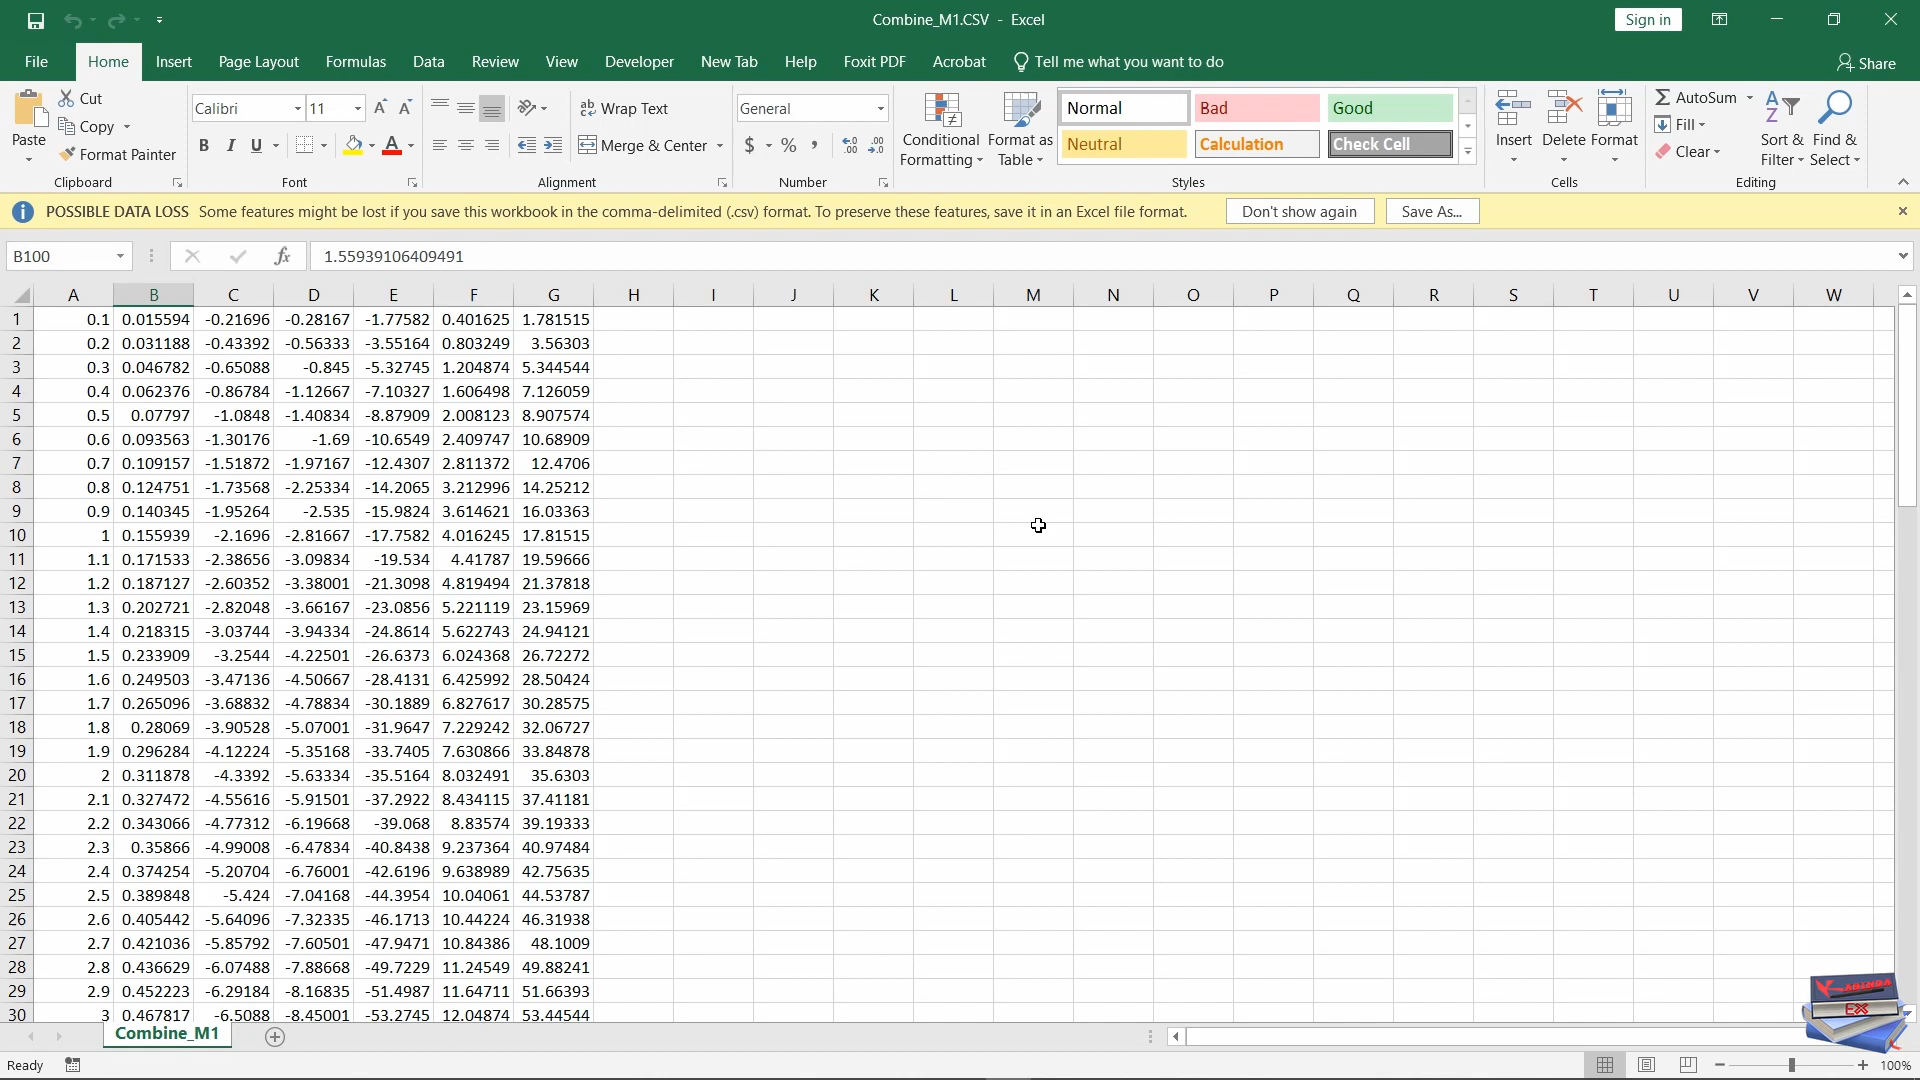 Combine_M1.CSV - Excel
Sign in
File Home Insert Page Layout Formulas Data Review View Developer New Tab Help Foxit PDF Acrobat Tell me what you want to do Share
Paste
Cut
Copy
Format Painter
Clipboard
Calibri 11
B I U
Font
Wrap Text
Merge & Center
Alignment
General
$ % ,
Number
Conditional Formatting
Format as Table
Normal Bad Good
Neutral Calculation Check Cell
Styles
Insert Delete Format
Cells
AutoSum
Fill
Clear
Sort & Filter
Find & Select
Editing
POSSIBLE DATA LOSS Some features might be lost if you save this workbook in the comma-delimited (.csv) format. To preserve these features, save it in an Excel file format. Don't show again Save As...
B100 fx 1.55939106409491
A B C D E F G H I J K L M N O P Q R S T U V W
1 0.1 0.015594 -0.21696 -0.28167 -1.77582 0.401625 1.781515
2 0.2 0.031188 -0.43392 -0.56333 -3.55164 0.803249 3.56303
3 0.3 0.046782 -0.65088 -0.845 -5.32745 1.204874 5.344544
4 0.4 0.062376 -0.86784 -1.12667 -7.10327 1.606498 7.126059
5 0.5 0.07797 -1.0848 -1.40834 -8.87909 2.008123 8.907574
6 0.6 0.093563 -1.30176 -1.69 -10.6549 2.409747 10.68909
7 0.7 0.109157 -1.51872 -1.97167 -12.4307 2.811372 12.4706
8 0.8 0.124751 -1.73568 -2.25334 -14.2065 3.212996 14.25212
9 0.9 0.140345 -1.95264 -2.535 -15.9824 3.614621 16.03363
10 1 0.155939 -2.1696 -2.81667 -17.7582 4.016245 17.81515
11 1.1 0.171533 -2.38656 -3.09834 -19.534 4.41787 19.59666
12 1.2 0.187127 -2.60352 -3.38001 -21.3098 4.819494 21.37818
13 1.3 0.202721 -2.82048 -3.66167 -23.0856 5.221119 23.15969
14 1.4 0.218315 -3.03744 -3.94334 -24.8614 5.622743 24.94121
15 1.5 0.233909 -3.2544 -4.22501 -26.6373 6.024368 26.72272
16 1.6 0.249503 -3.47136 -4.50667 -28.4131 6.425992 28.50424
17 1.7 0.265096 -3.68832 -4.78834 -30.1889 6.827617 30.28575
18 1.8 0.28069 -3.90528 -5.07001 -31.9647 7.229242 32.06727
19 1.9 0.296284 -4.12224 -5.35168 -33.7405 7.630866 33.84878
20 2 0.311878 -4.3392 -5.63334 -35.5164 8.032491 35.6303
21 2.1 0.327472 -4.55616 -5.91501 -37.2922 8.434115 37.41181
22 2.2 0.343066 -4.77312 -6.19668 -39.068 8.83574 39.19333
23 2.3 0.35866 -4.99008 -6.47834 -40.8438 9.237364 40.97484
24 2.4 0.374254 -5.20704 -6.76001 -42.6196 9.638989 42.75635
25 2.5 0.389848 -5.424 -7.04168 -44.3954 10.04061 44.53787
26 2.6 0.405442 -5.64096 -7.32335 -46.1713 10.44224 46.31938
27 2.7 0.421036 -5.85792 -7.60501 -47.9471 10.84386 48.1009
28 2.8 0.436629 -6.07488 -7.88668 -49.7229 11.24549 49.88241
29 2.9 0.452223 -6.29184 -8.16835 -51.4987 11.64711 51.66393
30 3 0.467817 -6.5088 -8.45001 -53.2745 12.04874 53.44544
EX
Combine_M1
Ready 100%